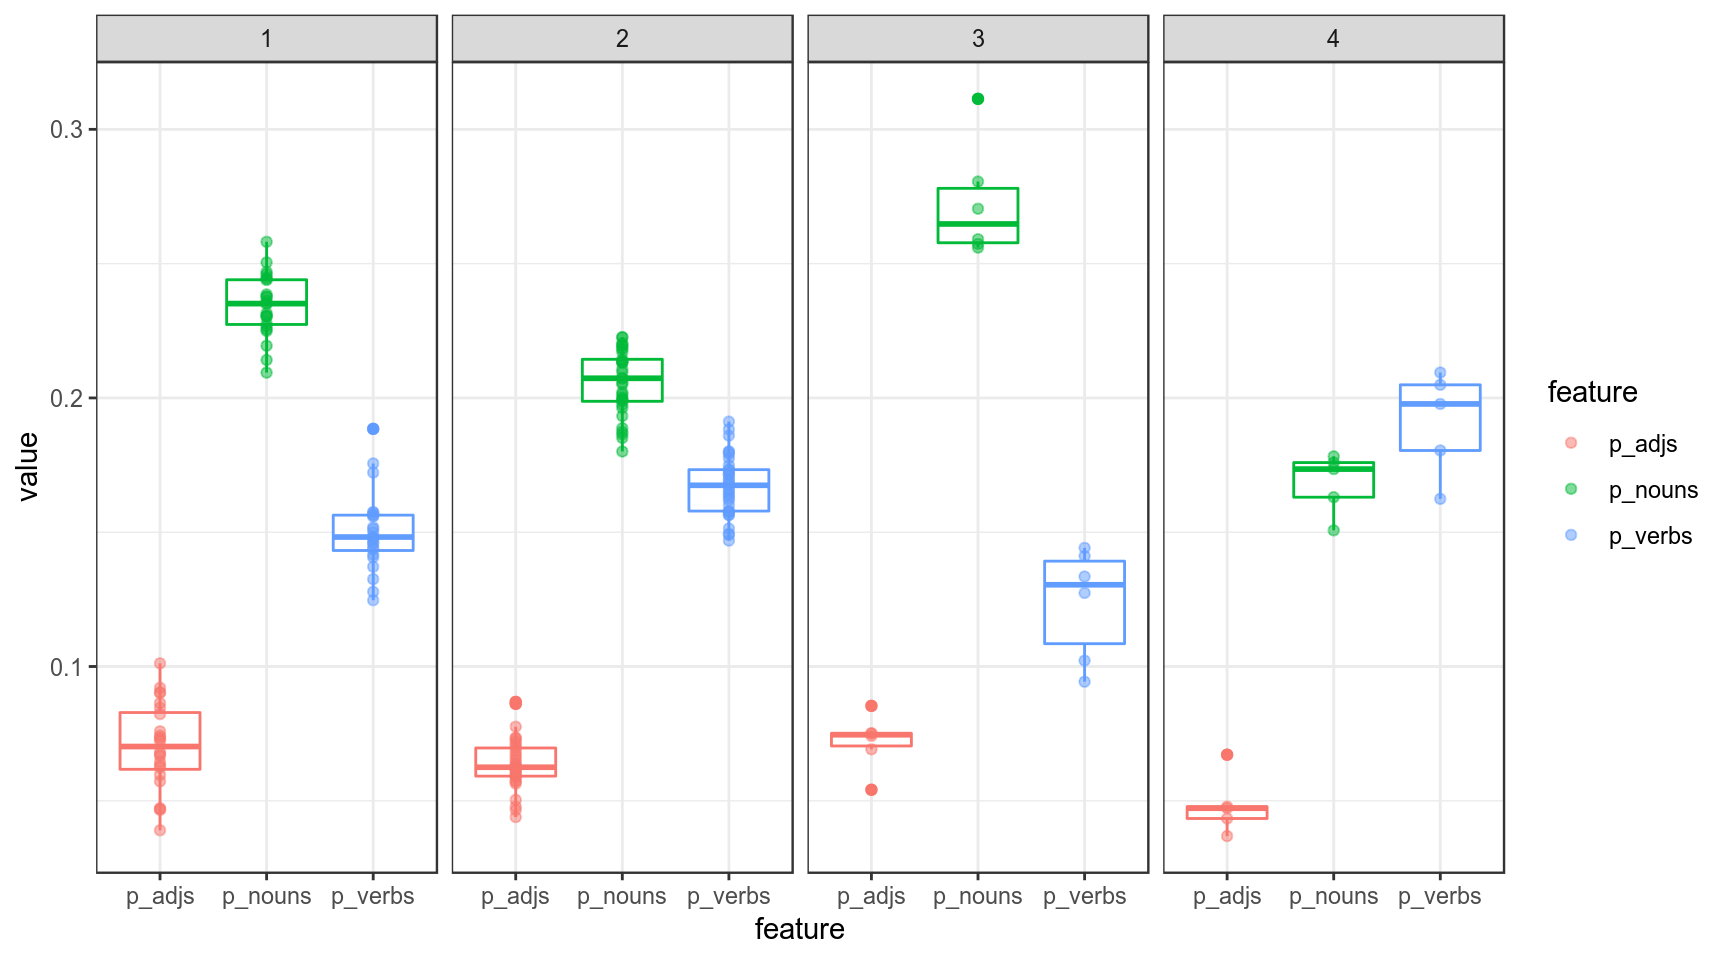 1 2 3 4
0.3
0.2
0.1
value
p_adjs p_nouns p_verbs p_adjs p_nouns p_verbs p_adjs p_nouns p_verbs p_adjs p_nouns p_verbs
feature
feature
p_adjs
p_nouns
p_verbs